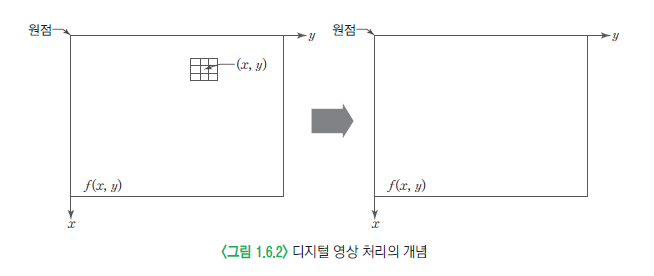 원점
y
(x, y)
f(x, y)
x
원점
y
f(x, y)
x
<그림 1.6.2> 디지털 영상 처리의 개념